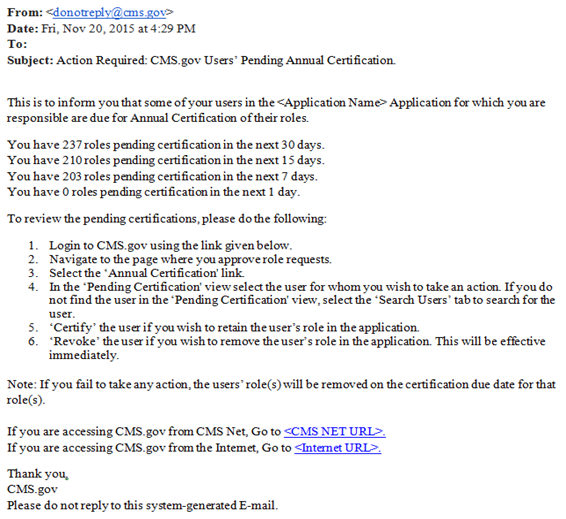 From: <donotreply@cms.gov>
Date: Fri, Nov 20, 2015 at 4:29 PM
To:
Subject: Action Required: CMS.gov Users' Pending Annual Certification.
This is to inform you that some of your users in the <Application Name> Application for which you are
responsible are due for Annual Certification of their roles.
You have 237 roles pending certification in the next 30 days.
You have 210 roles pending certification in the next 15 days.
You have 203 roles pending certification in the next 7 days.
You have 0 roles pending certification in the next 1 day.
To review the pending certifications, please do the following:
1. Login to CMS.gov using the link given below.
2. Navigate to the page where you approve role requests.
3. Select the 'Annual Certification' link.
4. In the 'Pending Certification' view select the user for whom you wish to take an action. If you do
not find the user in the 'Pending Certification' view, select the 'Search Users' tab to search for the
user.
5. 'Certify' the user if you wish to retain the user's role in the application.
6. 'Revoke' the user if you wish to remove the user's role in the application. This will be effective
immediately.
Note: If you fail to take any action, the users' role(s) will be removed on the certification due date for that
role(s).
If you are accessing CMS.gov from CMS Net, Go to <CMS NET URL>.
If you are accessing CMS.gov from the Internet, Go to <Internet URL>.
Thank you,
CMS.gov
Please do not reply to this system-generated E-mail.